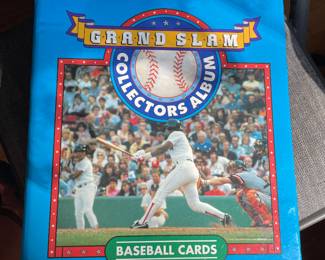 GRAND SLAM
COLLECTORS ALBUM
BASEBALL CARDS